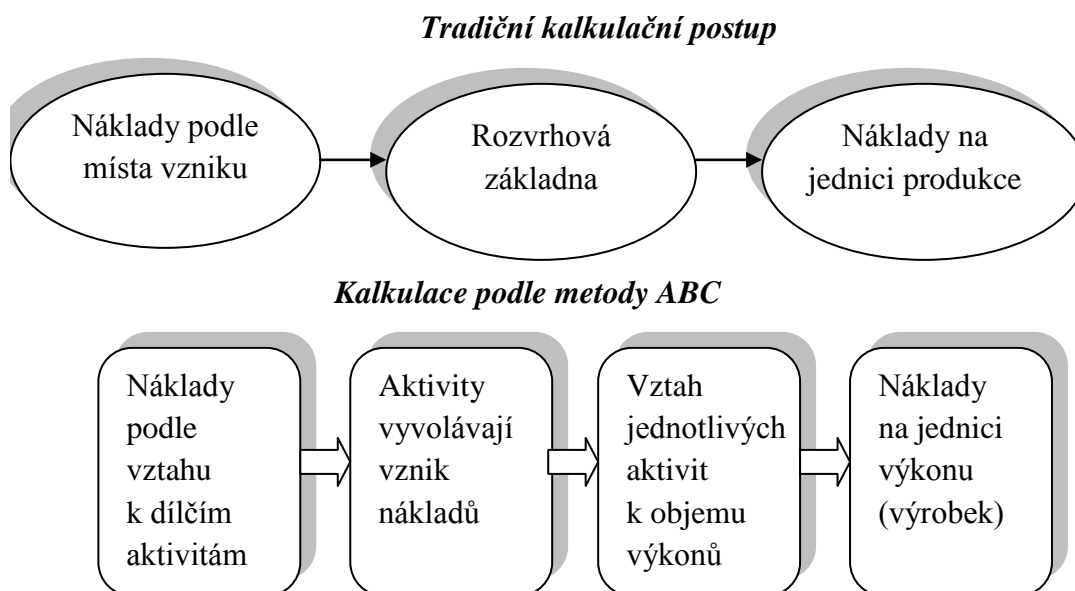 Tradiční kalkulační postup
Náklady podle
místa vzniku
Rozvrhová
základna
Náklady na
jednici produkce
Kalkulace podle metody ABC
Náklady
podle
vztahu
k dílčím
aktivitám
Aktivity
vyvolávají
vznik
nákladů
Vztah
jednotlivých
aktivit
k objemu
výkonů
Náklady
na jednici
výkonu
(výrobek)